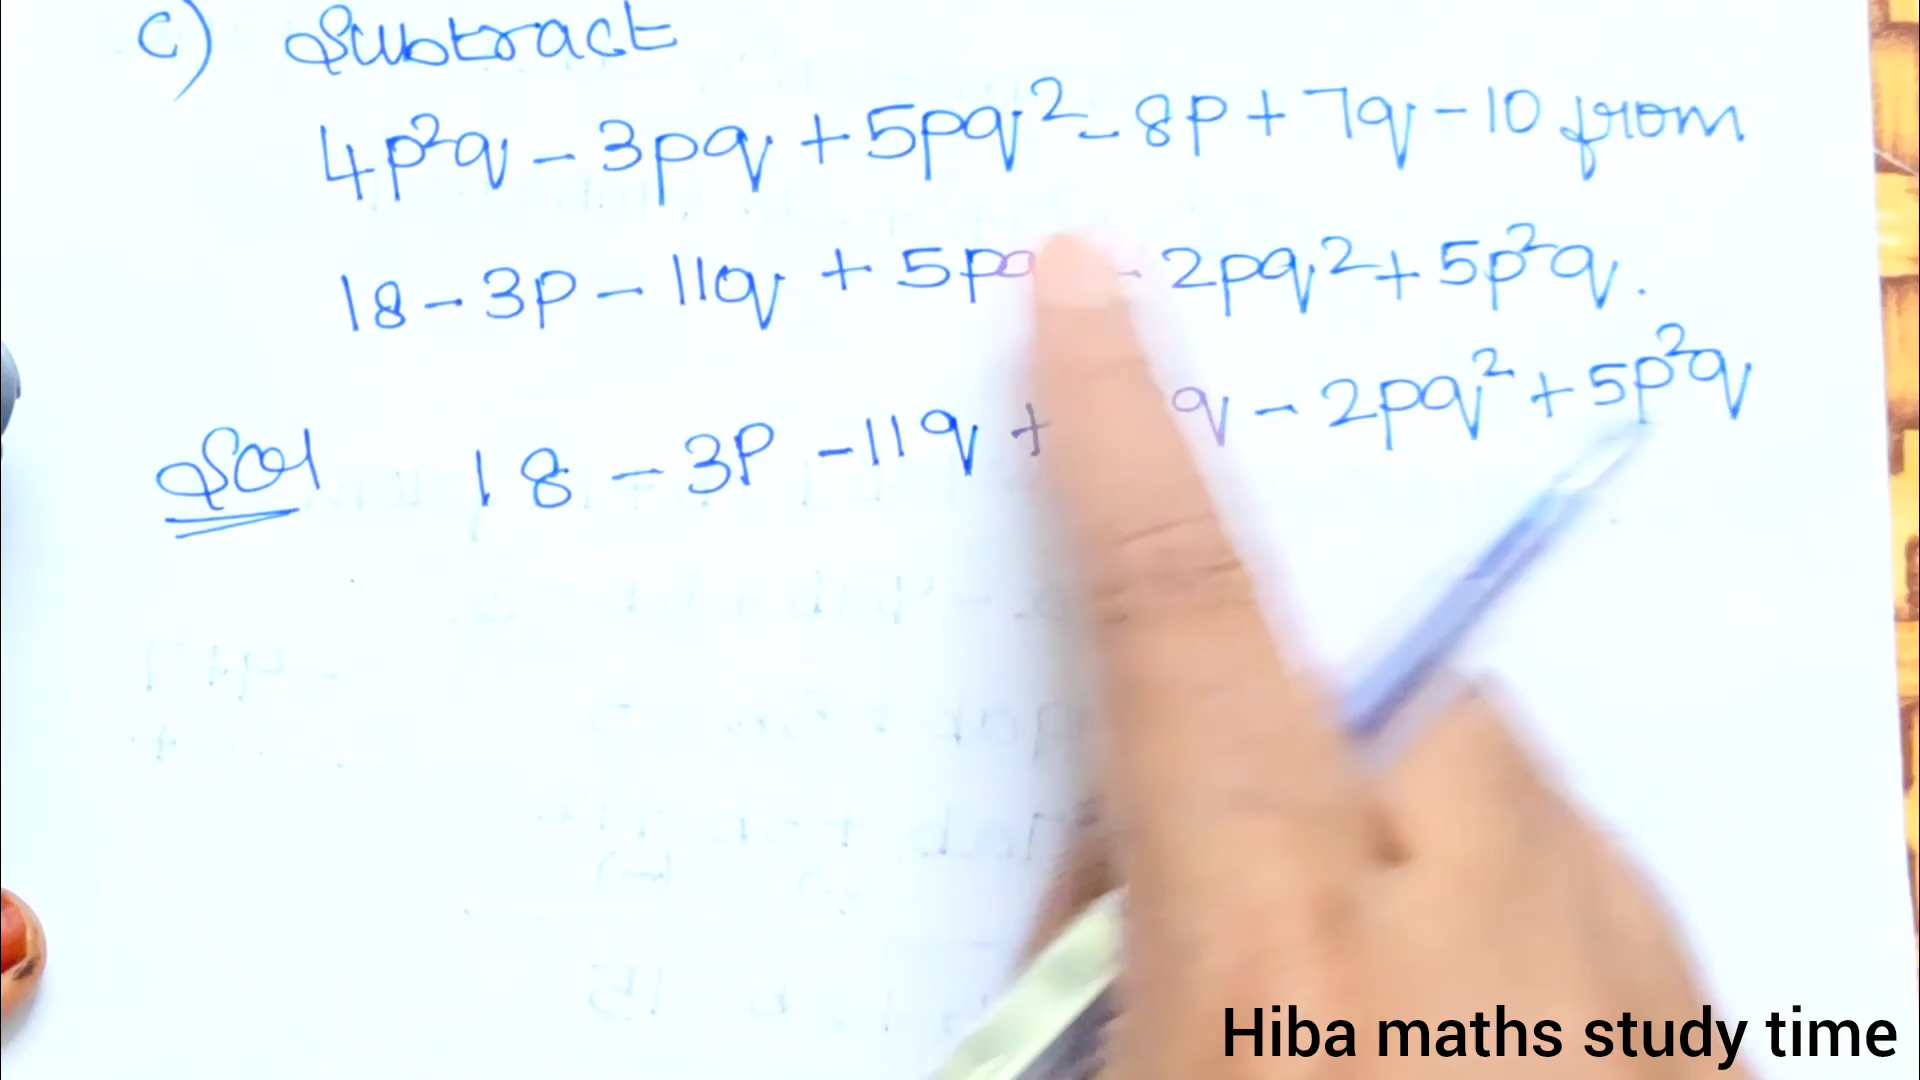 c) Subtract
4p²q - 3pq + 5pq² - 8p + 7q - 10 from
18 - 3p - 11q + 5pq - 2pq² + 5p²q.
Sol 18 - 3p - 11q + q - 2pq² + 5p²q
Hiba maths study time